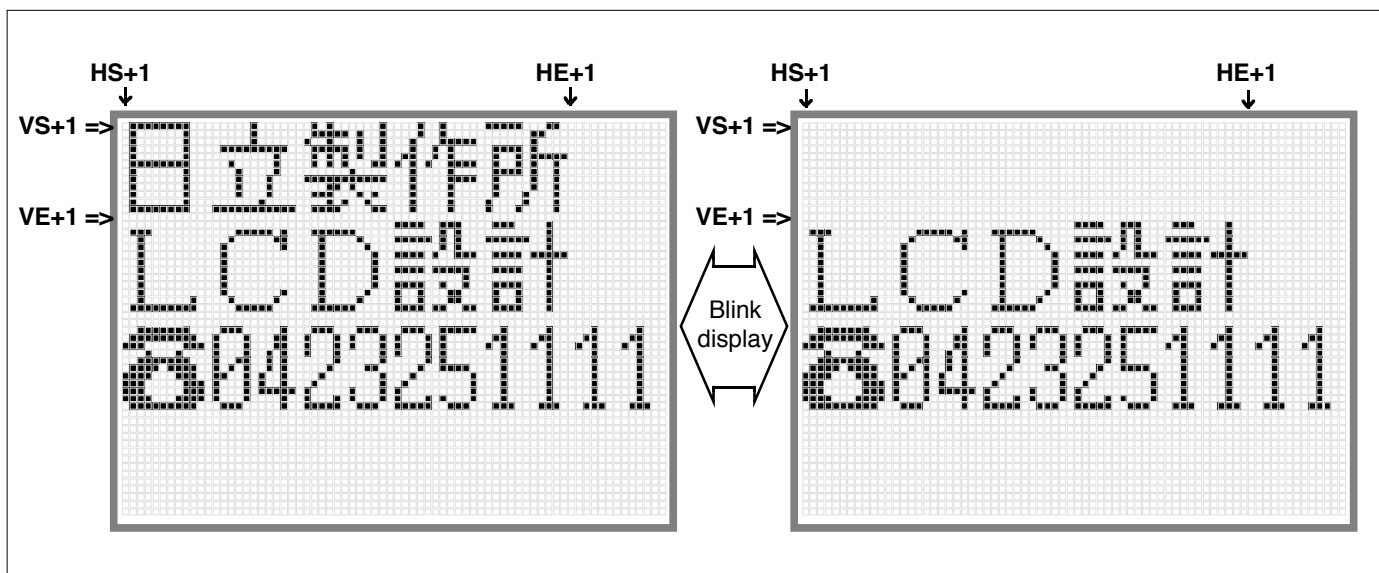 HS+1 HE+1
VS+1 =>
VE+1 =>
日立製作所
LCD設計
☎0423251111
Blink
display
HS+1 HE+1
VS+1 =>
VE+1 =>
LCD設計
☎0423251111